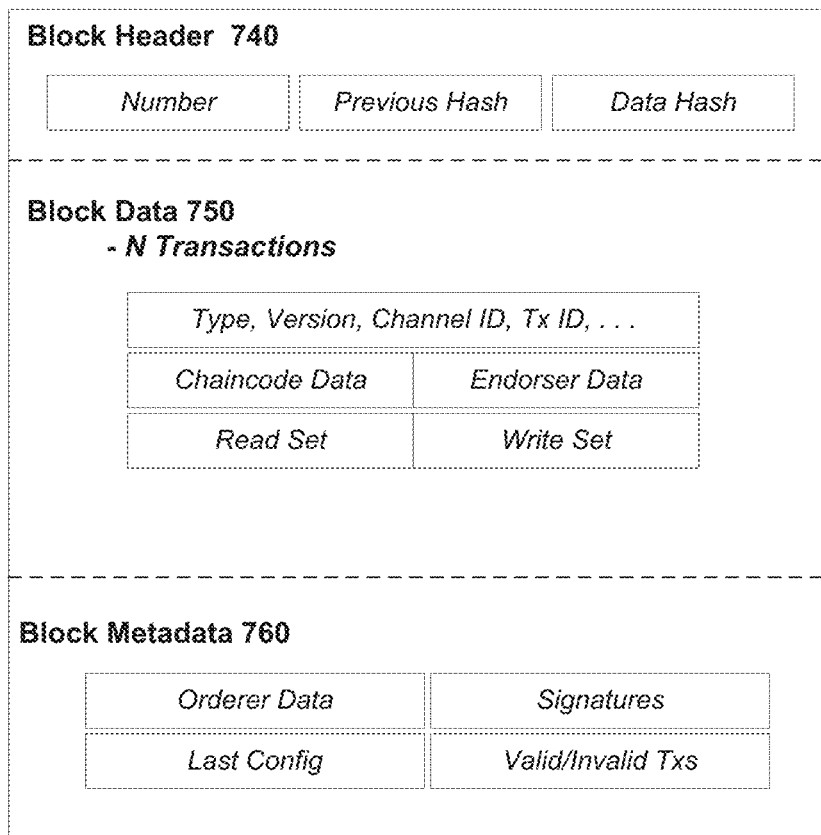 Block Header 740
Number Previous Hash Data Hash
Block Data 750
- N Transactions
Type, Version, Channel ID, Tx ID, . . .
Chaincode Data Endorser Data
Read Set Write Set
Block Metadata 760
Orderer Data Signatures
Last Config Valid/Invalid Txs